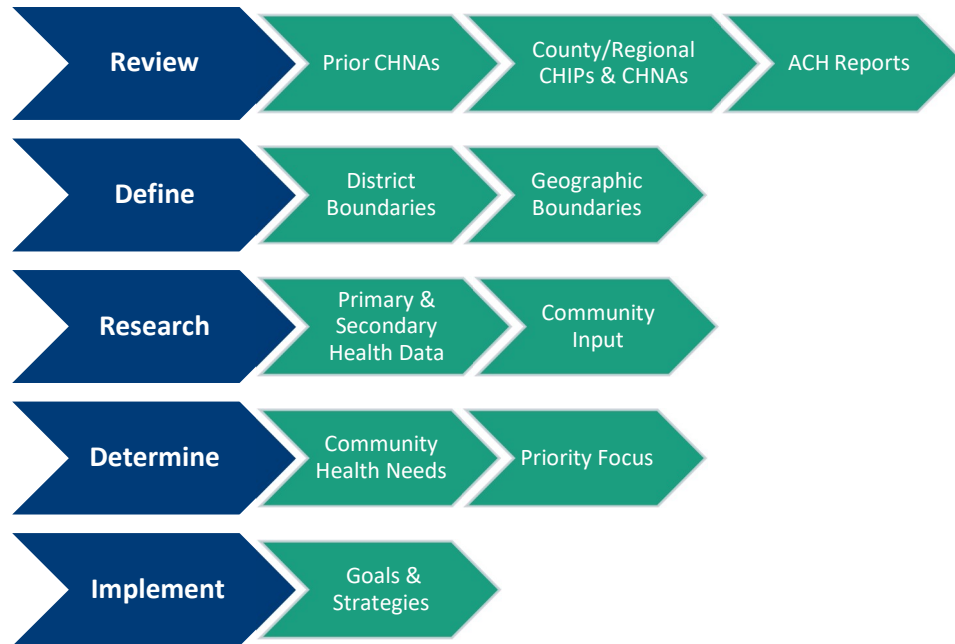 Review
Prior CHNAs
County/Regional
CHIPs & CHNAs
ACH Reports
Define
District
Boundaries
Geographic
Boundaries
Research
Primary &
Secondary
Health Data
Community
Input
Determine
Community
Health Needs
Priority Focus
Implement
Goals &
Strategies